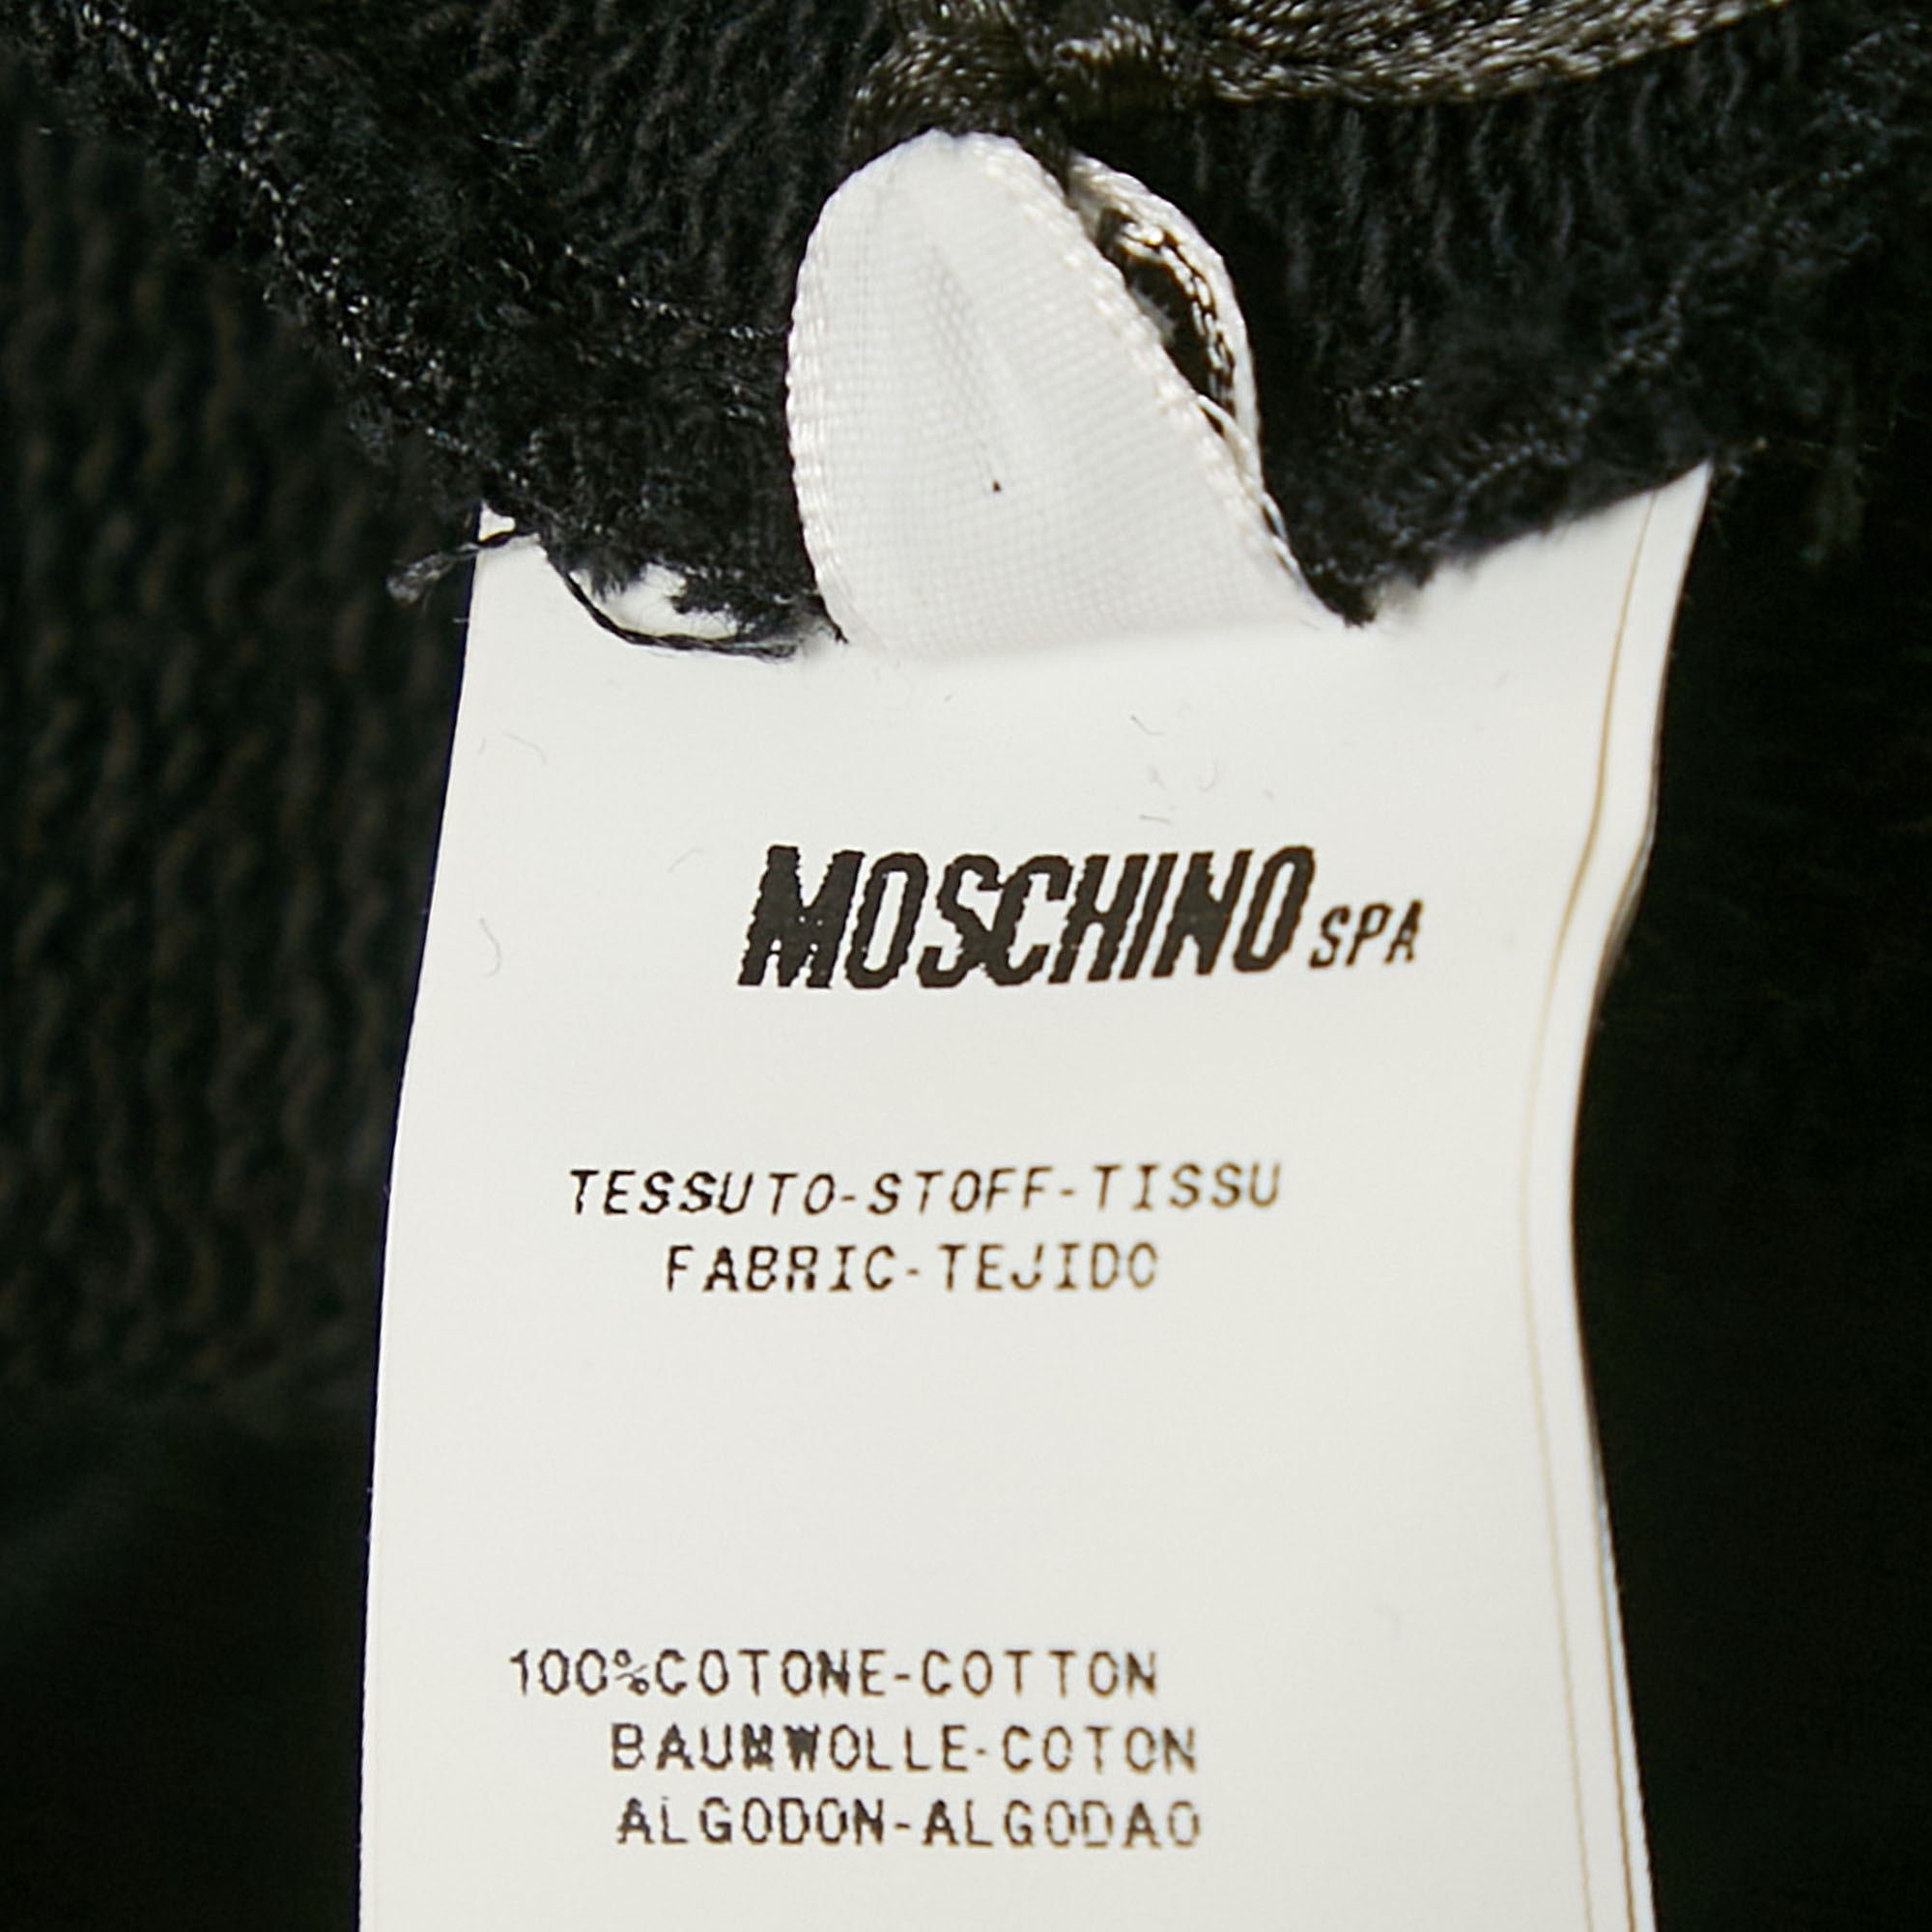 MOSCHINO SPA
TESSUTO-STOFF-TISSU
FABRIC-TEJIDO
100%COTONE-COTTON
BAUMWOLLE-COTON
ALGODON-ALGODAO